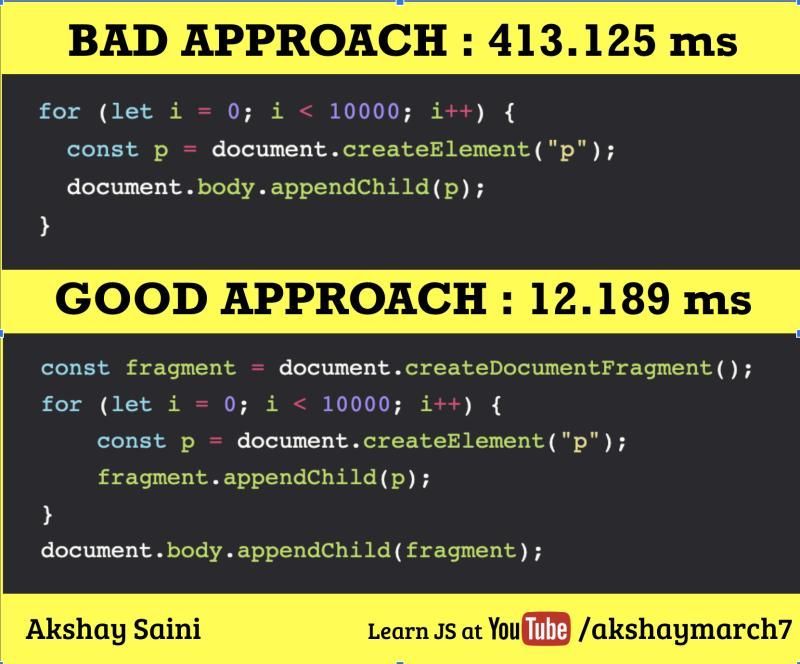 BAD APPROACH : 413.125 ms
for (let i = 0; i < 10000; i++) {
  const p = document.createElement("p");
  document.body.appendChild(p);
}
GOOD APPROACH : 12.189 ms
const fragment = document.createDocumentFragment();
for (let i = 0; i < 10000; i++) {
    const p = document.createElement("p");
    fragment.appendChild(p);
}
document.body.appendChild(fragment);
Akshay Saini Learn JS at YouTube /akshaymarch7